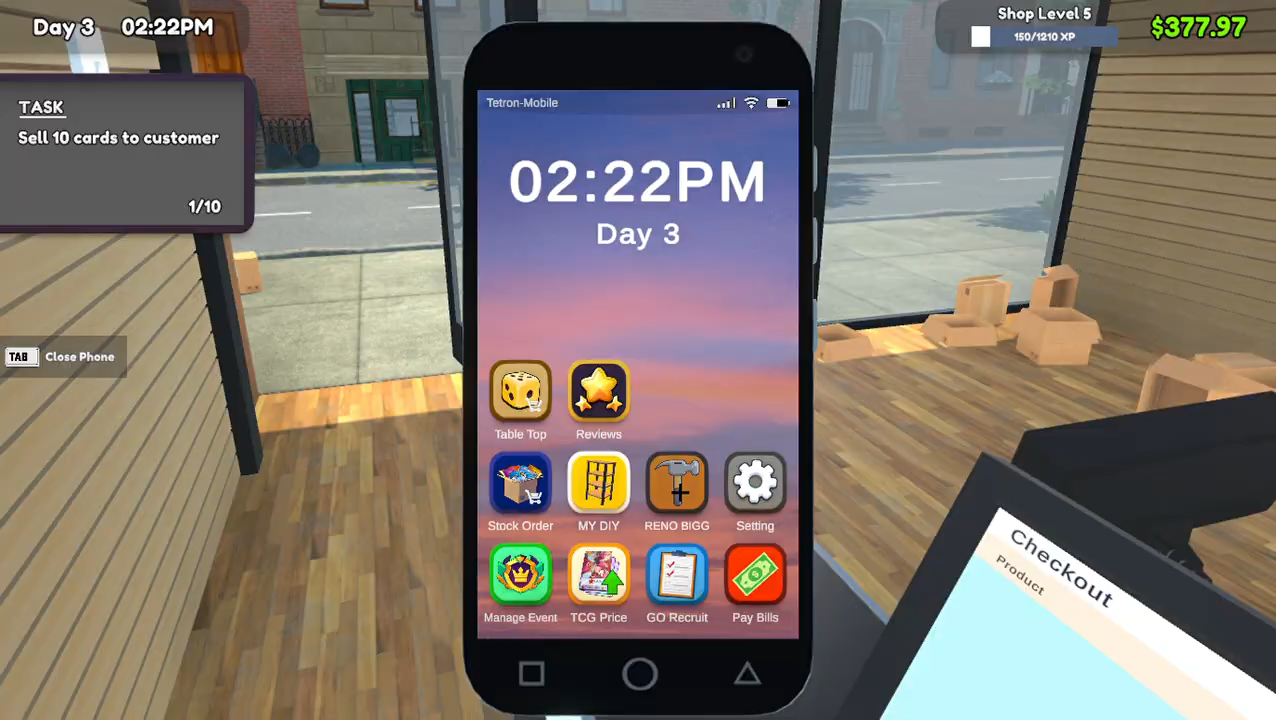 Day 3 02:22PM
Shop Level 5
150/1210 XP
$377.97
TASK
Sell 10 cards to customer
1/10
TAB Close Phone
Tetron-Mobile
02:22PM
Day 3
Table Top Reviews
Stock Order MY DIY RENO BIGG Setting
Manage Event TCG Price GO Recruit Pay Bills
Checkout
Product